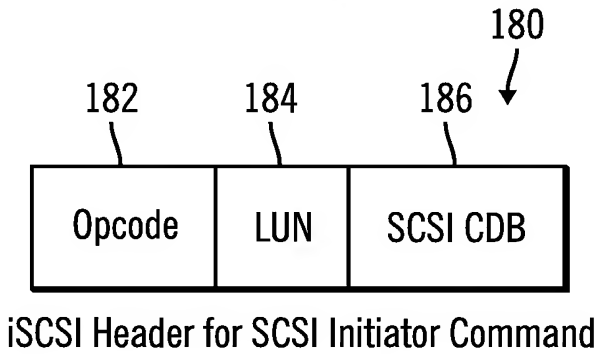 180
182 184 186
Opcode LUN SCSI CDB
iSCSI Header for SCSI Initiator Command